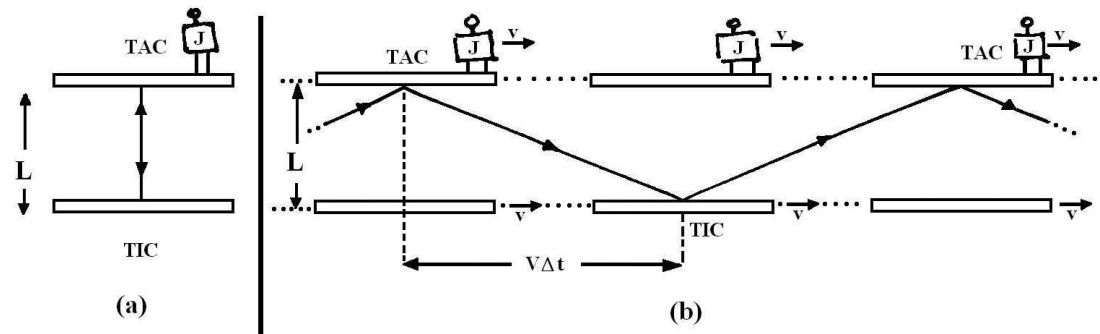 TAC J
L
TIC
(a)
J v J v J v
TAC TAC
L
v v v
TIC
VΔt
(b)